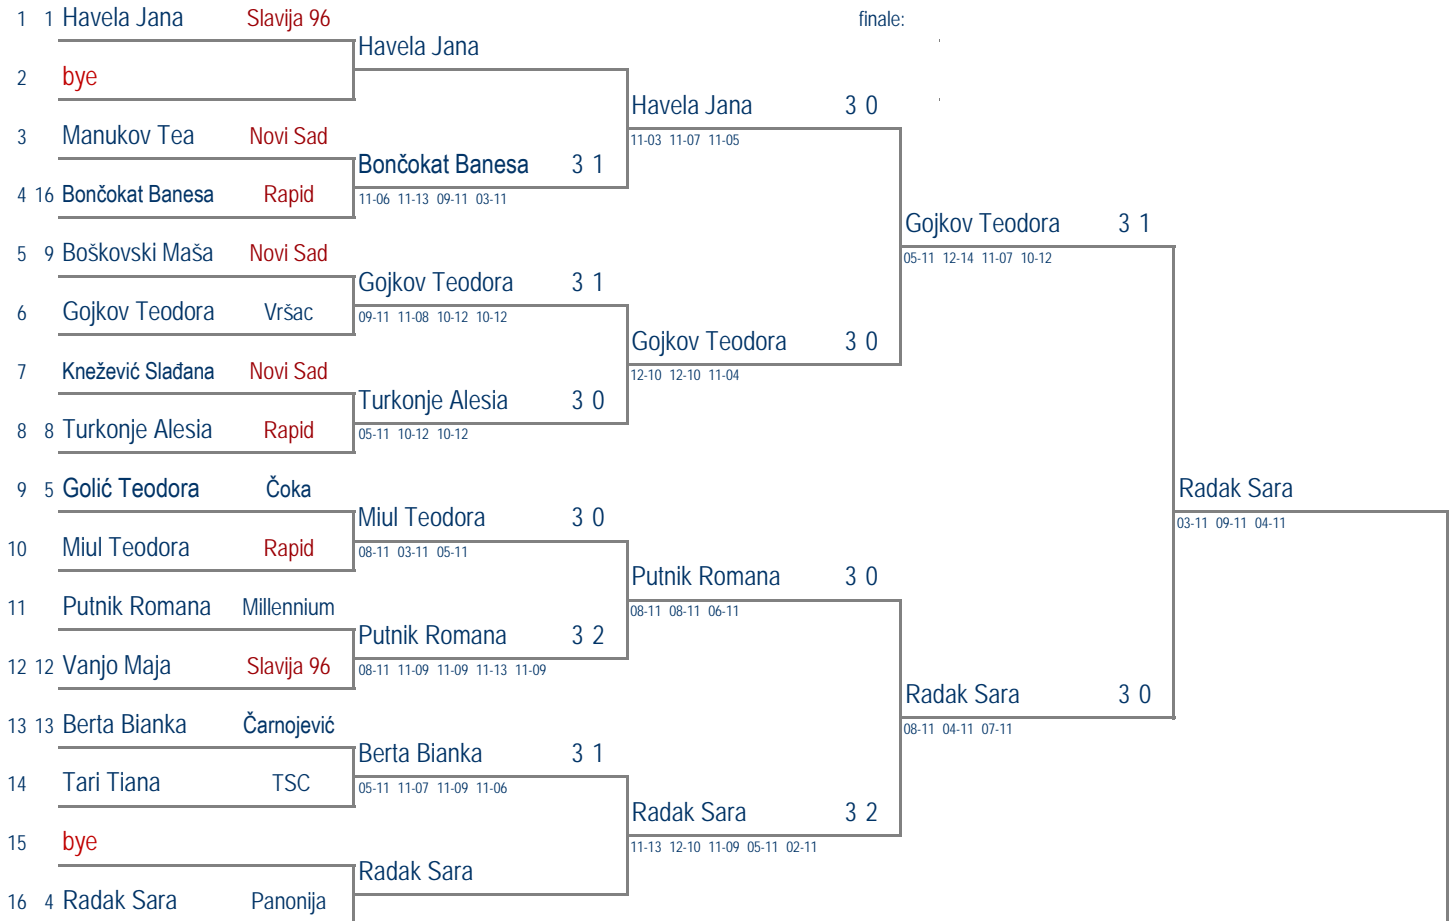 1 1 Havela Jana Slavija 96 finale:
Havela Jana
2 bye
Havela Jana 3 0
3 Manukov Tea Novi Sad
11-03 11-07 11-05
Bončokat Banesa 3 1
4 16 Bončokat Banesa Rapid
11-06 11-13 09-11 03-11
Gojkov Teodora 3 1
5 9 Boškovski Maša Novi Sad
05-11 12-14 11-07 10-12
Gojkov Teodora 3 1
6 Gojkov Teodora Vršac
09-11 11-08 10-12 10-12
Gojkov Teodora 3 0
7 Knežević Slađana Novi Sad
12-10 12-10 11-04
Turkonje Alesia 3 0
8 8 Turkonje Alesia Rapid
05-11 10-12 10-12
9 5 Golić Teodora Čoka
Radak Sara
03-11 09-11 04-11
Miul Teodora 3 0
10 Miul Teodora Rapid
08-11 03-11 05-11
Putnik Romana 3 0
11 Putnik Romana Millennium
08-11 08-11 06-11
Putnik Romana 3 2
12 12 Vanjo Maja Slavija 96
08-11 11-09 11-09 11-13 11-09
Radak Sara 3 0
13 13 Berta Bianka Čarnojević
08-11 04-11 07-11
Berta Bianka 3 1
14 Tari Tiana TSC
05-11 11-07 11-09 11-06
Radak Sara 3 2
15 bye
11-13 12-10 11-09 05-11 02-11
Radak Sara
16 4 Radak Sara Panonija